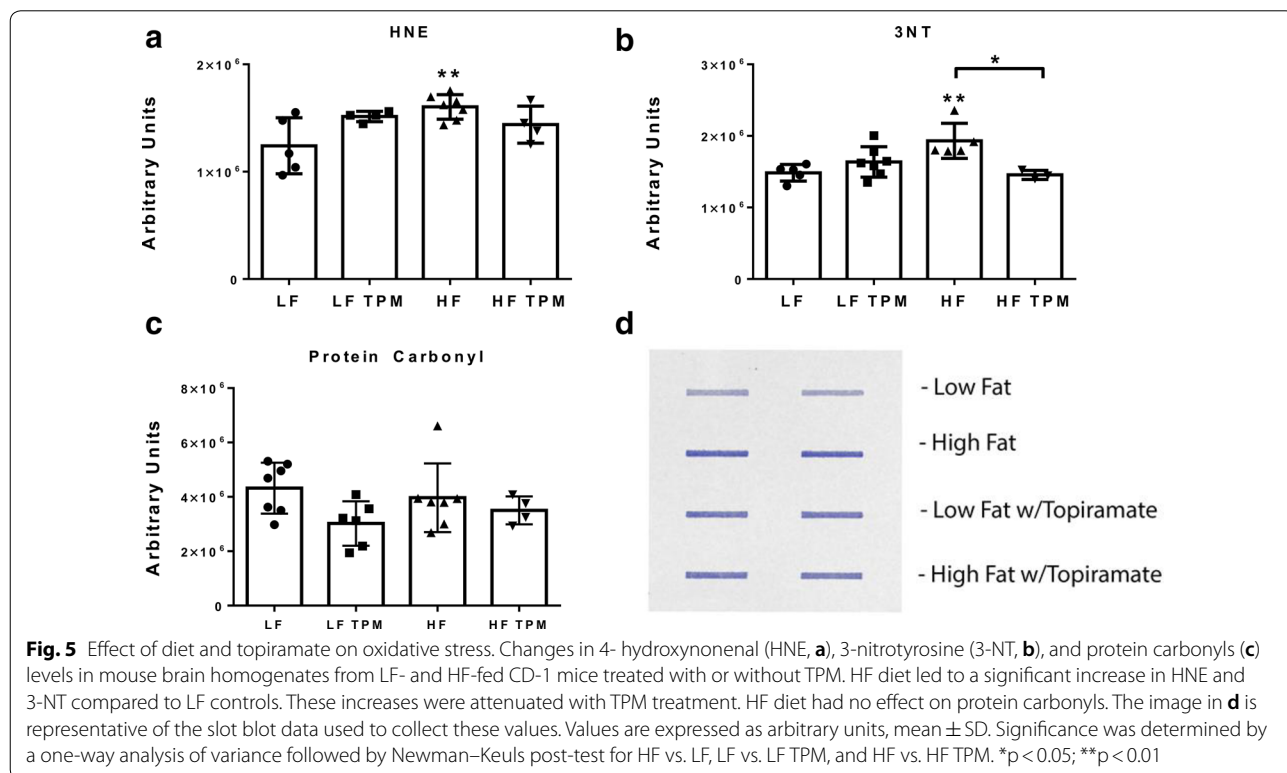 a
HNE
Arbitrary Units
2×10⁶
**
1×10⁶
0
LF LF TPM HF HF TPM
b
3NT
Arbitrary Units
3×10⁶
*
**
2×10⁶
1×10⁶
0
LF LF TPM HF HF TPM
c
Protein Carbonyl
Arbitrary Units
8×10⁶
6×10⁶
4×10⁶
2×10⁶
0
LF LF TPM HF HF TPM
d
- Low Fat
- High Fat
- Low Fat w/Topiramate
- High Fat w/Topiramate
Fig. 5 Effect of diet and topiramate on oxidative stress. Changes in 4- hydroxynonenal (HNE, a), 3-nitrotyrosine (3-NT, b), and protein carbonyls (c)
levels in mouse brain homogenates from LF- and HF-fed CD-1 mice treated with or without TPM. HF diet led to a significant increase in HNE and
3-NT compared to LF controls. These increases were attenuated with TPM treatment. HF diet had no effect on protein carbonyls. The image in d is
representative of the slot blot data used to collect these values. Values are expressed as arbitrary units, mean ± SD. Significance was determined by
a one-way analysis of variance followed by Newman–Keuls post-test for HF vs. LF, LF vs. LF TPM, and HF vs. HF TPM. *p < 0.05; **p < 0.01